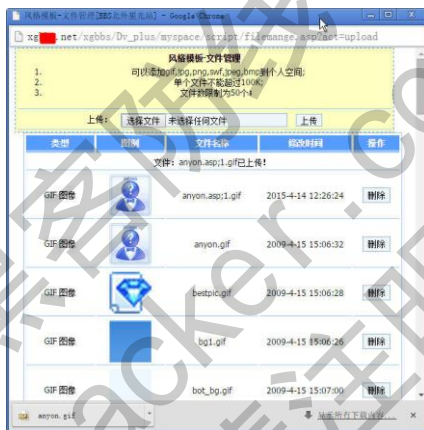 风格模板-文件管理[BBS北外星光站] - Google Chrome
.net/xgbbs/Dv_plus/myspace/script/filemange.asp?act=upload
风格模板-文件管理
1. 可以添加gif,jpg,png,swf,jpeg,bmp到个人空间;
2. 单个文件不能超过100K;
3. 文件数限制为50个
上传: 选择文件 未选择任何文件 上传
类型 图例 文件名称 修改时间 操作
文件: anyon.asp;1.gif已上传!
GIF 图像 anyon.asp;1.gif 2015-4-14 12:26:24 删除
GIF 图像 anyon.gif 2009-4-15 15:06:32 删除
GIF 图像 bestpic.gif 2009-4-15 15:06:28 删除
GIF 图像 bg1.gif 2009-4-15 15:06:26 删除
GIF 图像 bot_bg.gif 2009-4-15 15:07:00 删除
anyon.gif 显示所有下载内容...